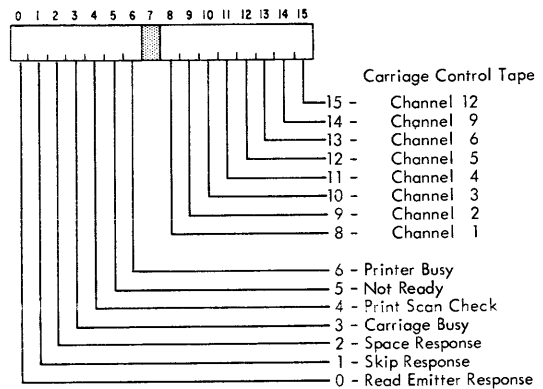 0 1 2 3 4 5 6 7 8 9 10 11 12 13 14 15
Carriage Control Tape
15 - Channel 12
14 - Channel 9
13 - Channel 6
12 - Channel 5
11 - Channel 4
10 - Channel 3
9 - Channel 2
8 - Channel 1
6 - Printer Busy
5 - Not Ready
4 - Print Scan Check
3 - Carriage Busy
2 - Space Response
1 - Skip Response
0 - Read Emitter Response